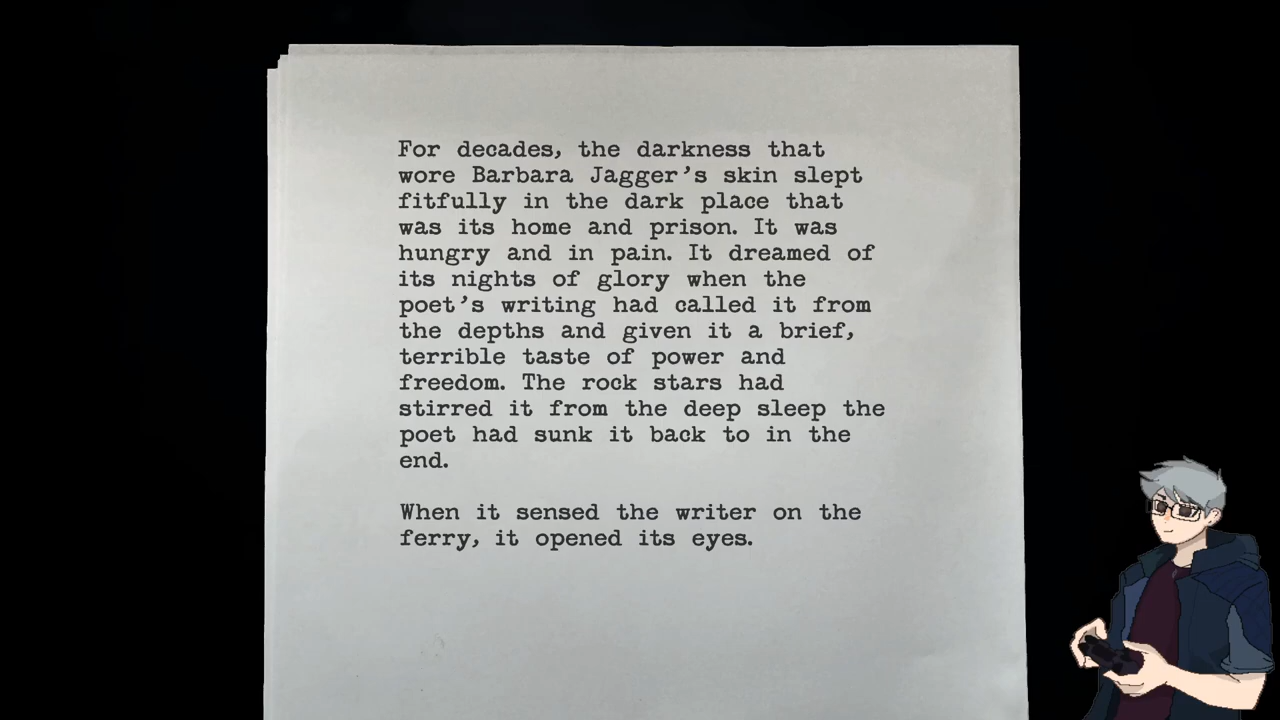 For decades, the darkness that
wore Barbara Jagger’s skin slept
fitfully in the dark place that
was its home and prison. It was
hungry and in pain. It dreamed of
its nights of glory when the
poet’s writing had called it from
the depths and given it a brief,
terrible taste of power and
freedom. The rock stars had
stirred it from the deep sleep the
poet had sunk it back to in the
end.
When it sensed the writer on the
ferry, it opened its eyes.